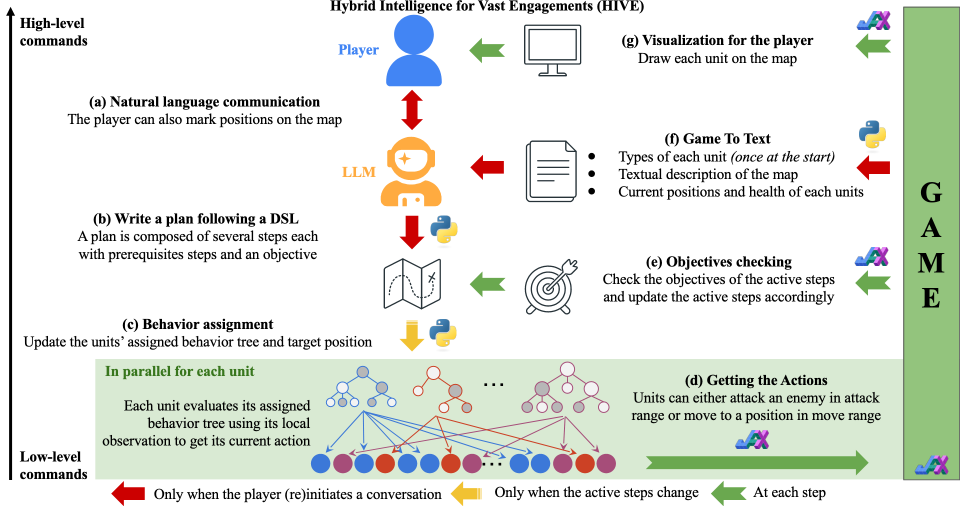 Hybrid Intelligence for Vast Engagements (HIVE)
High-level
commands
Player
(g) Visualization for the player
Draw each unit on the map
(a) Natural language communication
The player can also mark positions on the map
LLM
(f) Game To Text
• Types of each unit (once at the start)
• Textual description of the map
• Current positions and health of each units
(b) Write a plan following a DSL
A plan is composed of several steps each
with prerequisites steps and an objective
(e) Objectives checking
Check the objectives of the active steps
and update the active steps accordingly
G
A
M
E
(c) Behavior assignment
Update the units' assigned behavior tree and target position
In parallel for each unit
Each unit evaluates its assigned
behavior tree using its local
observation to get its current action
...
...
(d) Getting the Actions
Units can either attack an enemy in attack
range or move to a position in move range
Low-level
commands
Only when the player (re)initiates a conversation
Only when the active steps change
At each step